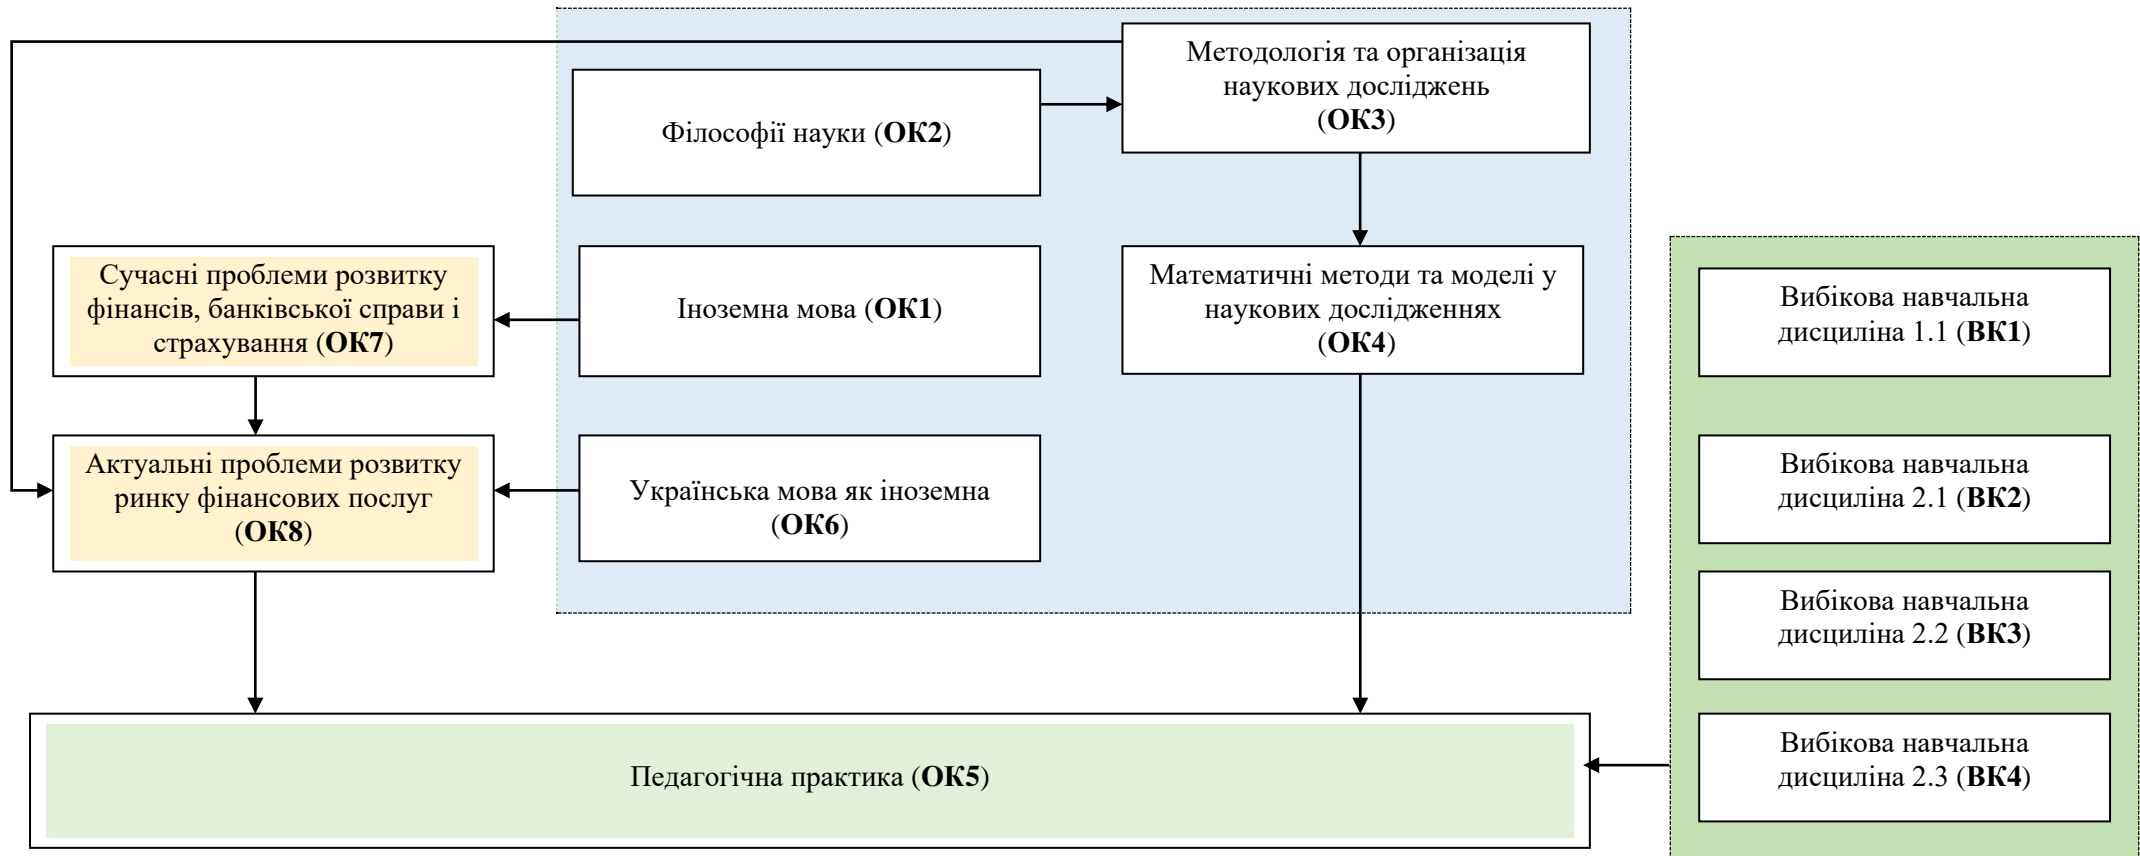 Методологія та організація
наукових досліджень
(ОК3)
Філософії науки (ОК2)
Сучасні проблеми розвитку
фінансів, банківської справи і
страхування (ОК7)
Іноземна мова (ОК1)
Математичні методи та моделі у
наукових дослідженнях
(ОК4)
Вибікова навчальна
дисциліна 1.1 (ВК1)
Актуальні проблеми розвитку
ринку фінансових послуг
(ОК8)
Українська мова як іноземна
(ОК6)
Вибікова навчальна
дисциліна 2.1 (ВК2)
Вибікова навчальна
дисциліна 2.2 (ВК3)
Педагогічна практика (ОК5)
Вибікова навчальна
дисциліна 2.3 (ВК4)